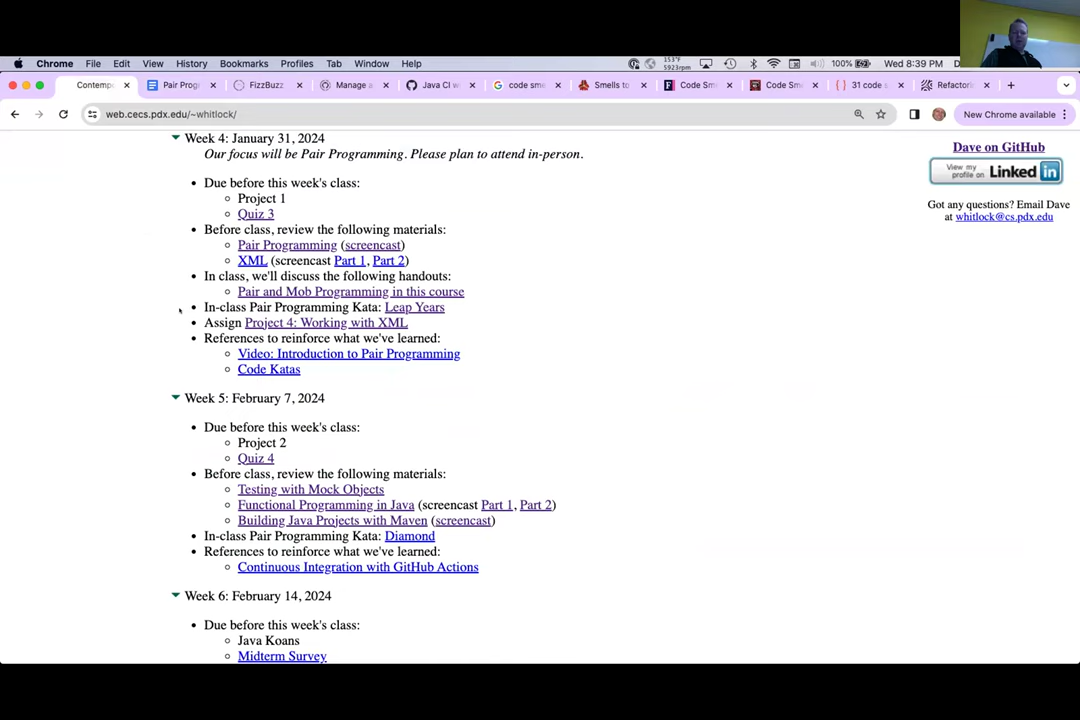 Chrome File Edit View History Bookmarks Profiles Tab Window Help 153°F 5923rpm 100% Wed 8:39 PM
Contemp Pair Prog FizzBuzz Manage a Java CI w code sme Smells to Code Sm Code Sm 31 code s Refactori
web.cecs.pdx.edu/~whitlock/ New Chrome available
Week 4: January 31, 2024
Our focus will be Pair Programming. Please plan to attend in-person.
Due before this week's class:
Project 1
Quiz 3
Before class, review the following materials:
Pair Programming (screencast)
XML (screencast Part 1, Part 2)
In class, we'll discuss the following handouts:
Pair and Mob Programming in this course
In-class Pair Programming Kata: Leap Years
Assign Project 4: Working with XML
References to reinforce what we've learned:
Video: Introduction to Pair Programming
Code Katas
Week 5: February 7, 2024
Due before this week's class:
Project 2
Quiz 4
Before class, review the following materials:
Testing with Mock Objects
Functional Programming in Java (screencast Part 1, Part 2)
Building Java Projects with Maven (screencast)
In-class Pair Programming Kata: Diamond
References to reinforce what we've learned:
Continuous Integration with GitHub Actions
Week 6: February 14, 2024
Due before this week's class:
Java Koans
Midterm Survey
Dave on GitHub
View my profile on LinkedIn
Got any questions? Email Dave
at whitlock@cs.pdx.edu